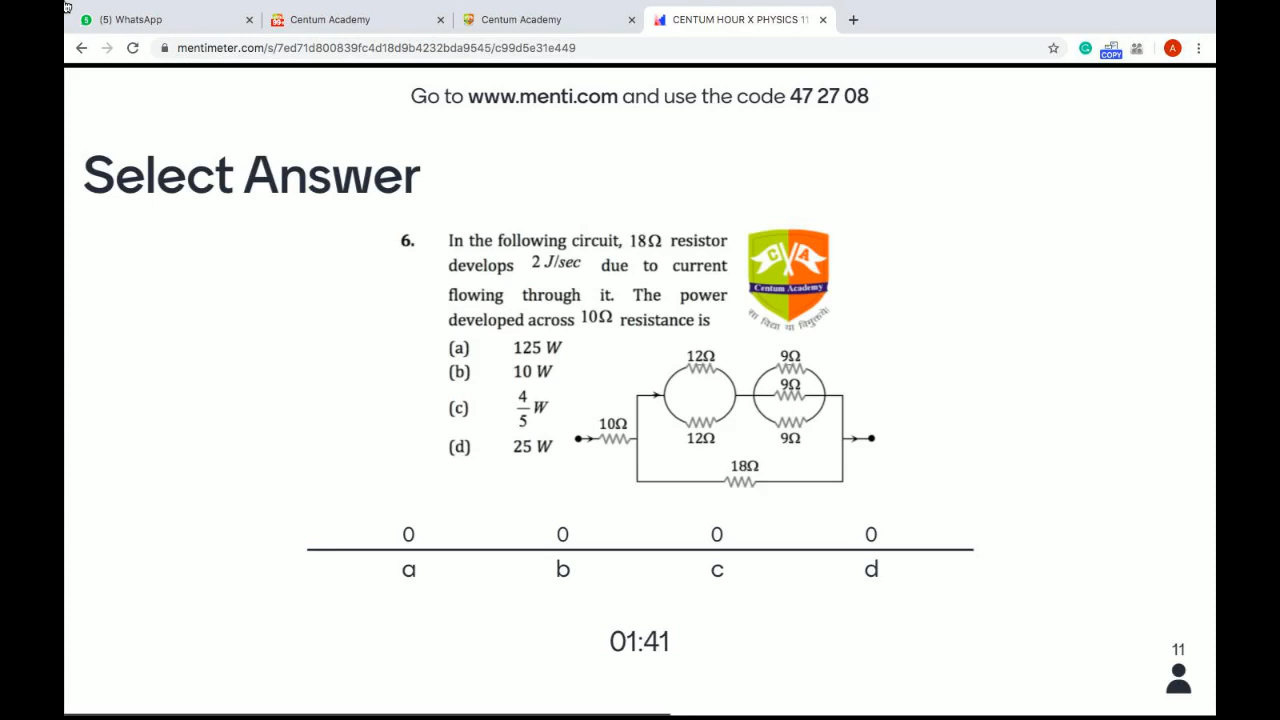 (5) WhatsApp
Centum Academy
Centum Academy
CENTUM HOUR X PHYSICS 11
mentimeter.com/s/7ed71d800839fc4d18d9b4232bda9545/c99d5e31e449
COPY
A
Go to www.menti.com and use the code 47 27 08
Select Answer
6. In the following circuit, 18Ω resistor
develops 2 J/sec due to current
flowing through it. The power
developed across 10Ω resistance is
(a) 125 W
(b) 10 W
(c) 4/5 W
(d) 25 W
C A
Centum Academy
सा विद्या या विमुक्तये
12Ω
9Ω
9Ω
10Ω
12Ω
9Ω
18Ω
0 0 0 0
a b c d
01:41
11